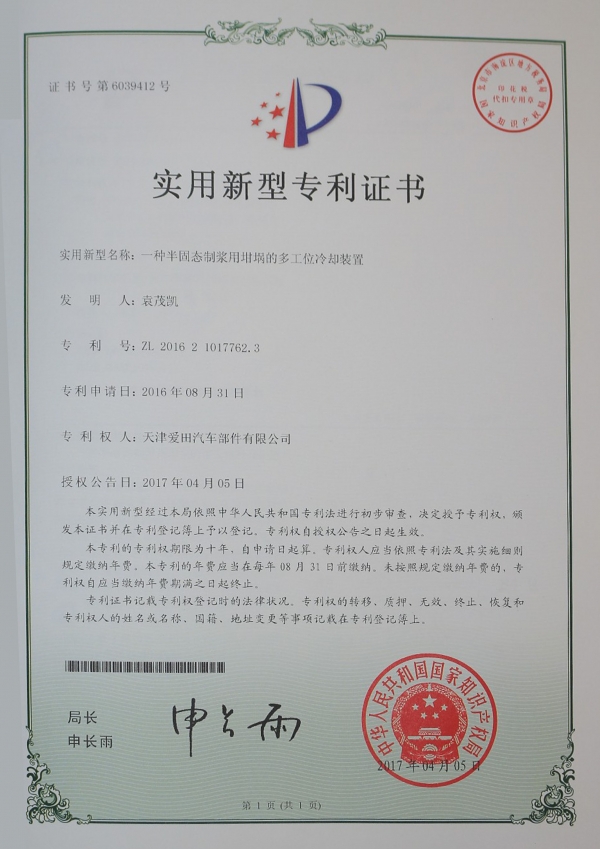 证书号第6039412号
印花税
代扣专用章
国家知识产权局
实用新型专利证书
实用新型名称：一种半固态制浆用坩埚的多工位冷却装置
发明人：袁茂凯
专利号：ZL 2016 2 1017762.3
专利申请日：2016年08月31日
专利权人：天津爱田汽车部件有限公司
授权公告日：2017年04月05日
本实用新型经过本局依照中华人民共和国专利法进行初步审查，决定授予专利权，颁
发本证书并在专利登记簿上予以登记。专利权自授权公告之日起生效。
本专利的专利权期限为十年，自申请日起算。专利权人应当依照专利法及其实施细则
规定缴纳年费。本专利的年费应当在每年08月31日前缴纳。未按照规定缴纳年费的，专
利权自应当缴纳年费期满之日起终止。
专利证书记载专利权登记时的法律状况。专利权的转移、质押、无效、终止、恢复和
专利权人的姓名或名称、国籍、地址变更等事项记载在专利登记簿上。
局长
申长雨
申长雨
中华人民共和国国家知识产权局
2017年04月05日
第1页(共1页)